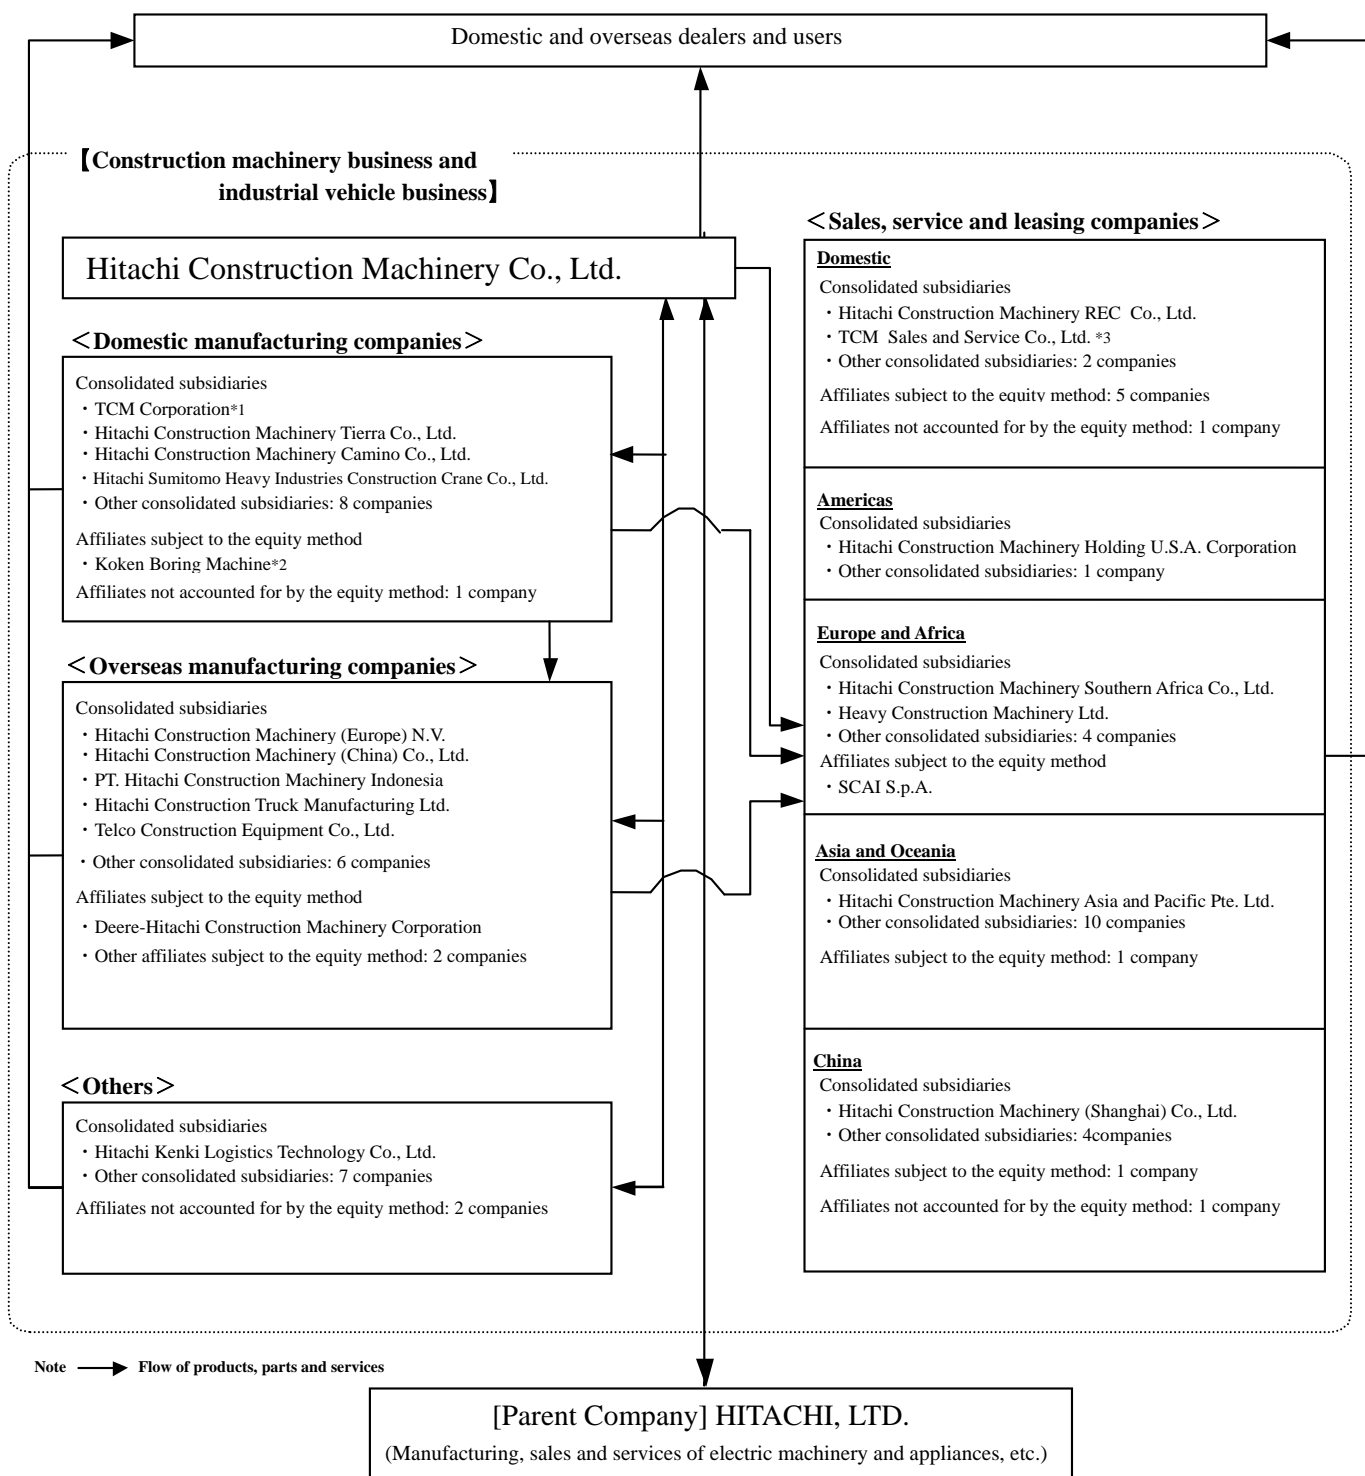 Domestic and overseas dealers and users
【Construction machinery business and
industrial vehicle business】
Hitachi Construction Machinery Co., Ltd.
＜Domestic manufacturing companies＞
Consolidated subsidiaries
・TCM Corporation*1
・Hitachi Construction Machinery Tierra Co., Ltd.
・Hitachi Construction Machinery Camino Co., Ltd.
・Hitachi Sumitomo Heavy Industries Construction Crane Co., Ltd.
・Other consolidated subsidiaries: 8 companies
Affiliates subject to the equity method
・Koken Boring Machine*2
Affiliates not accounted for by the equity method: 1 company
＜Overseas manufacturing companies＞
Consolidated subsidiaries
・Hitachi Construction Machinery (Europe) N.V.
・Hitachi Construction Machinery (China) Co., Ltd.
・PT. Hitachi Construction Machinery Indonesia
・Hitachi Construction Truck Manufacturing Ltd.
・Telco Construction Equipment Co., Ltd.
・Other consolidated subsidiaries: 6 companies
Affiliates subject to the equity method
・Deere-Hitachi Construction Machinery Corporation
・Other affiliates subject to the equity method: 2 companies
＜Others＞
Consolidated subsidiaries
・Hitachi Kenki Logistics Technology Co., Ltd.
・Other consolidated subsidiaries: 7 companies
Affiliates not accounted for by the equity method: 2 companies
＜Sales, service and leasing companies＞
Domestic
Consolidated subsidiaries
・Hitachi Construction Machinery REC Co., Ltd.
・TCM Sales and Service Co., Ltd. *3
・Other consolidated subsidiaries: 2 companies
Affiliates subject to the equity method: 5 companies
Affiliates not accounted for by the equity method: 1 company
Americas
Consolidated subsidiaries
・Hitachi Construction Machinery Holding U.S.A. Corporation
・Other consolidated subsidiaries: 1 company
Europe and Africa
Consolidated subsidiaries
・Hitachi Construction Machinery Southern Africa Co., Ltd.
・Heavy Construction Machinery Ltd.
・Other consolidated subsidiaries: 4 companies
Affiliates subject to the equity method
・SCAI S.p.A.
Asia and Oceania
Consolidated subsidiaries
・Hitachi Construction Machinery Asia and Pacific Pte. Ltd.
・Other consolidated subsidiaries: 10 companies
Affiliates subject to the equity method: 1 company
China
Consolidated subsidiaries
・Hitachi Construction Machinery (Shanghai) Co., Ltd.
・Other consolidated subsidiaries: 4companies
Affiliates subject to the equity method: 1 company
Affiliates not accounted for by the equity method: 1 company
Note Flow of products, parts and services
[Parent Company] HITACHI, LTD.
(Manufacturing, sales and services of electric machinery and appliances, etc.)